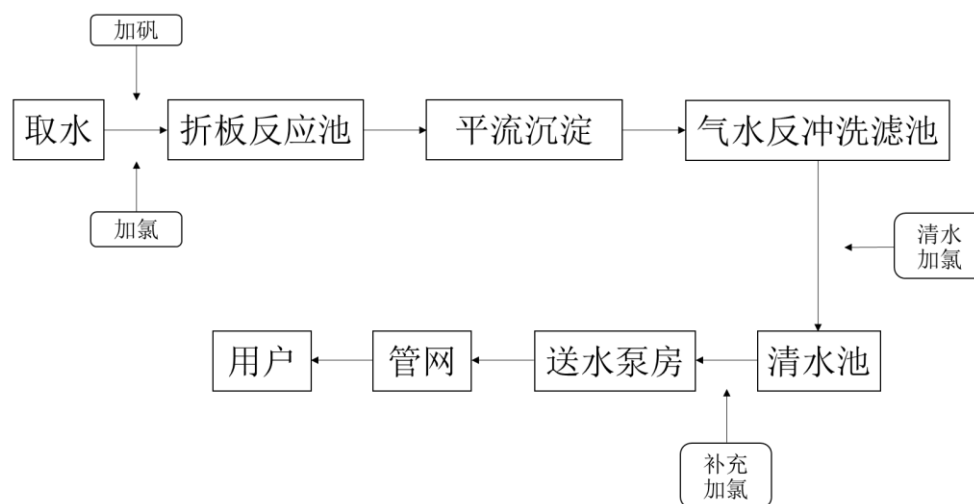 加矾
取水
折板反应池
平流沉淀
气水反冲洗滤池
加氯
清水
加氯
用户
管网
送水泵房
清水池
补充
加氯